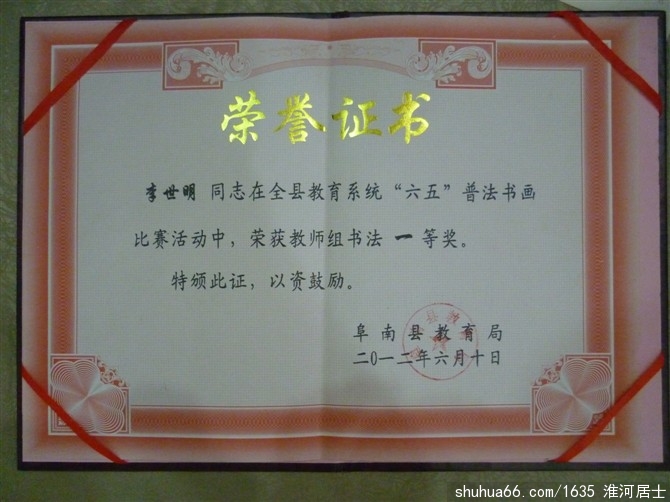 荣誉证书
李世明 同志在全县教育系统“六五”普法书画
比赛活动中，荣获教师组书法 一 等奖。
特颁此证，以资鼓励。
阜南县教育局
二〇一二年六月十日
shuhua66.com/1635 淮河居士